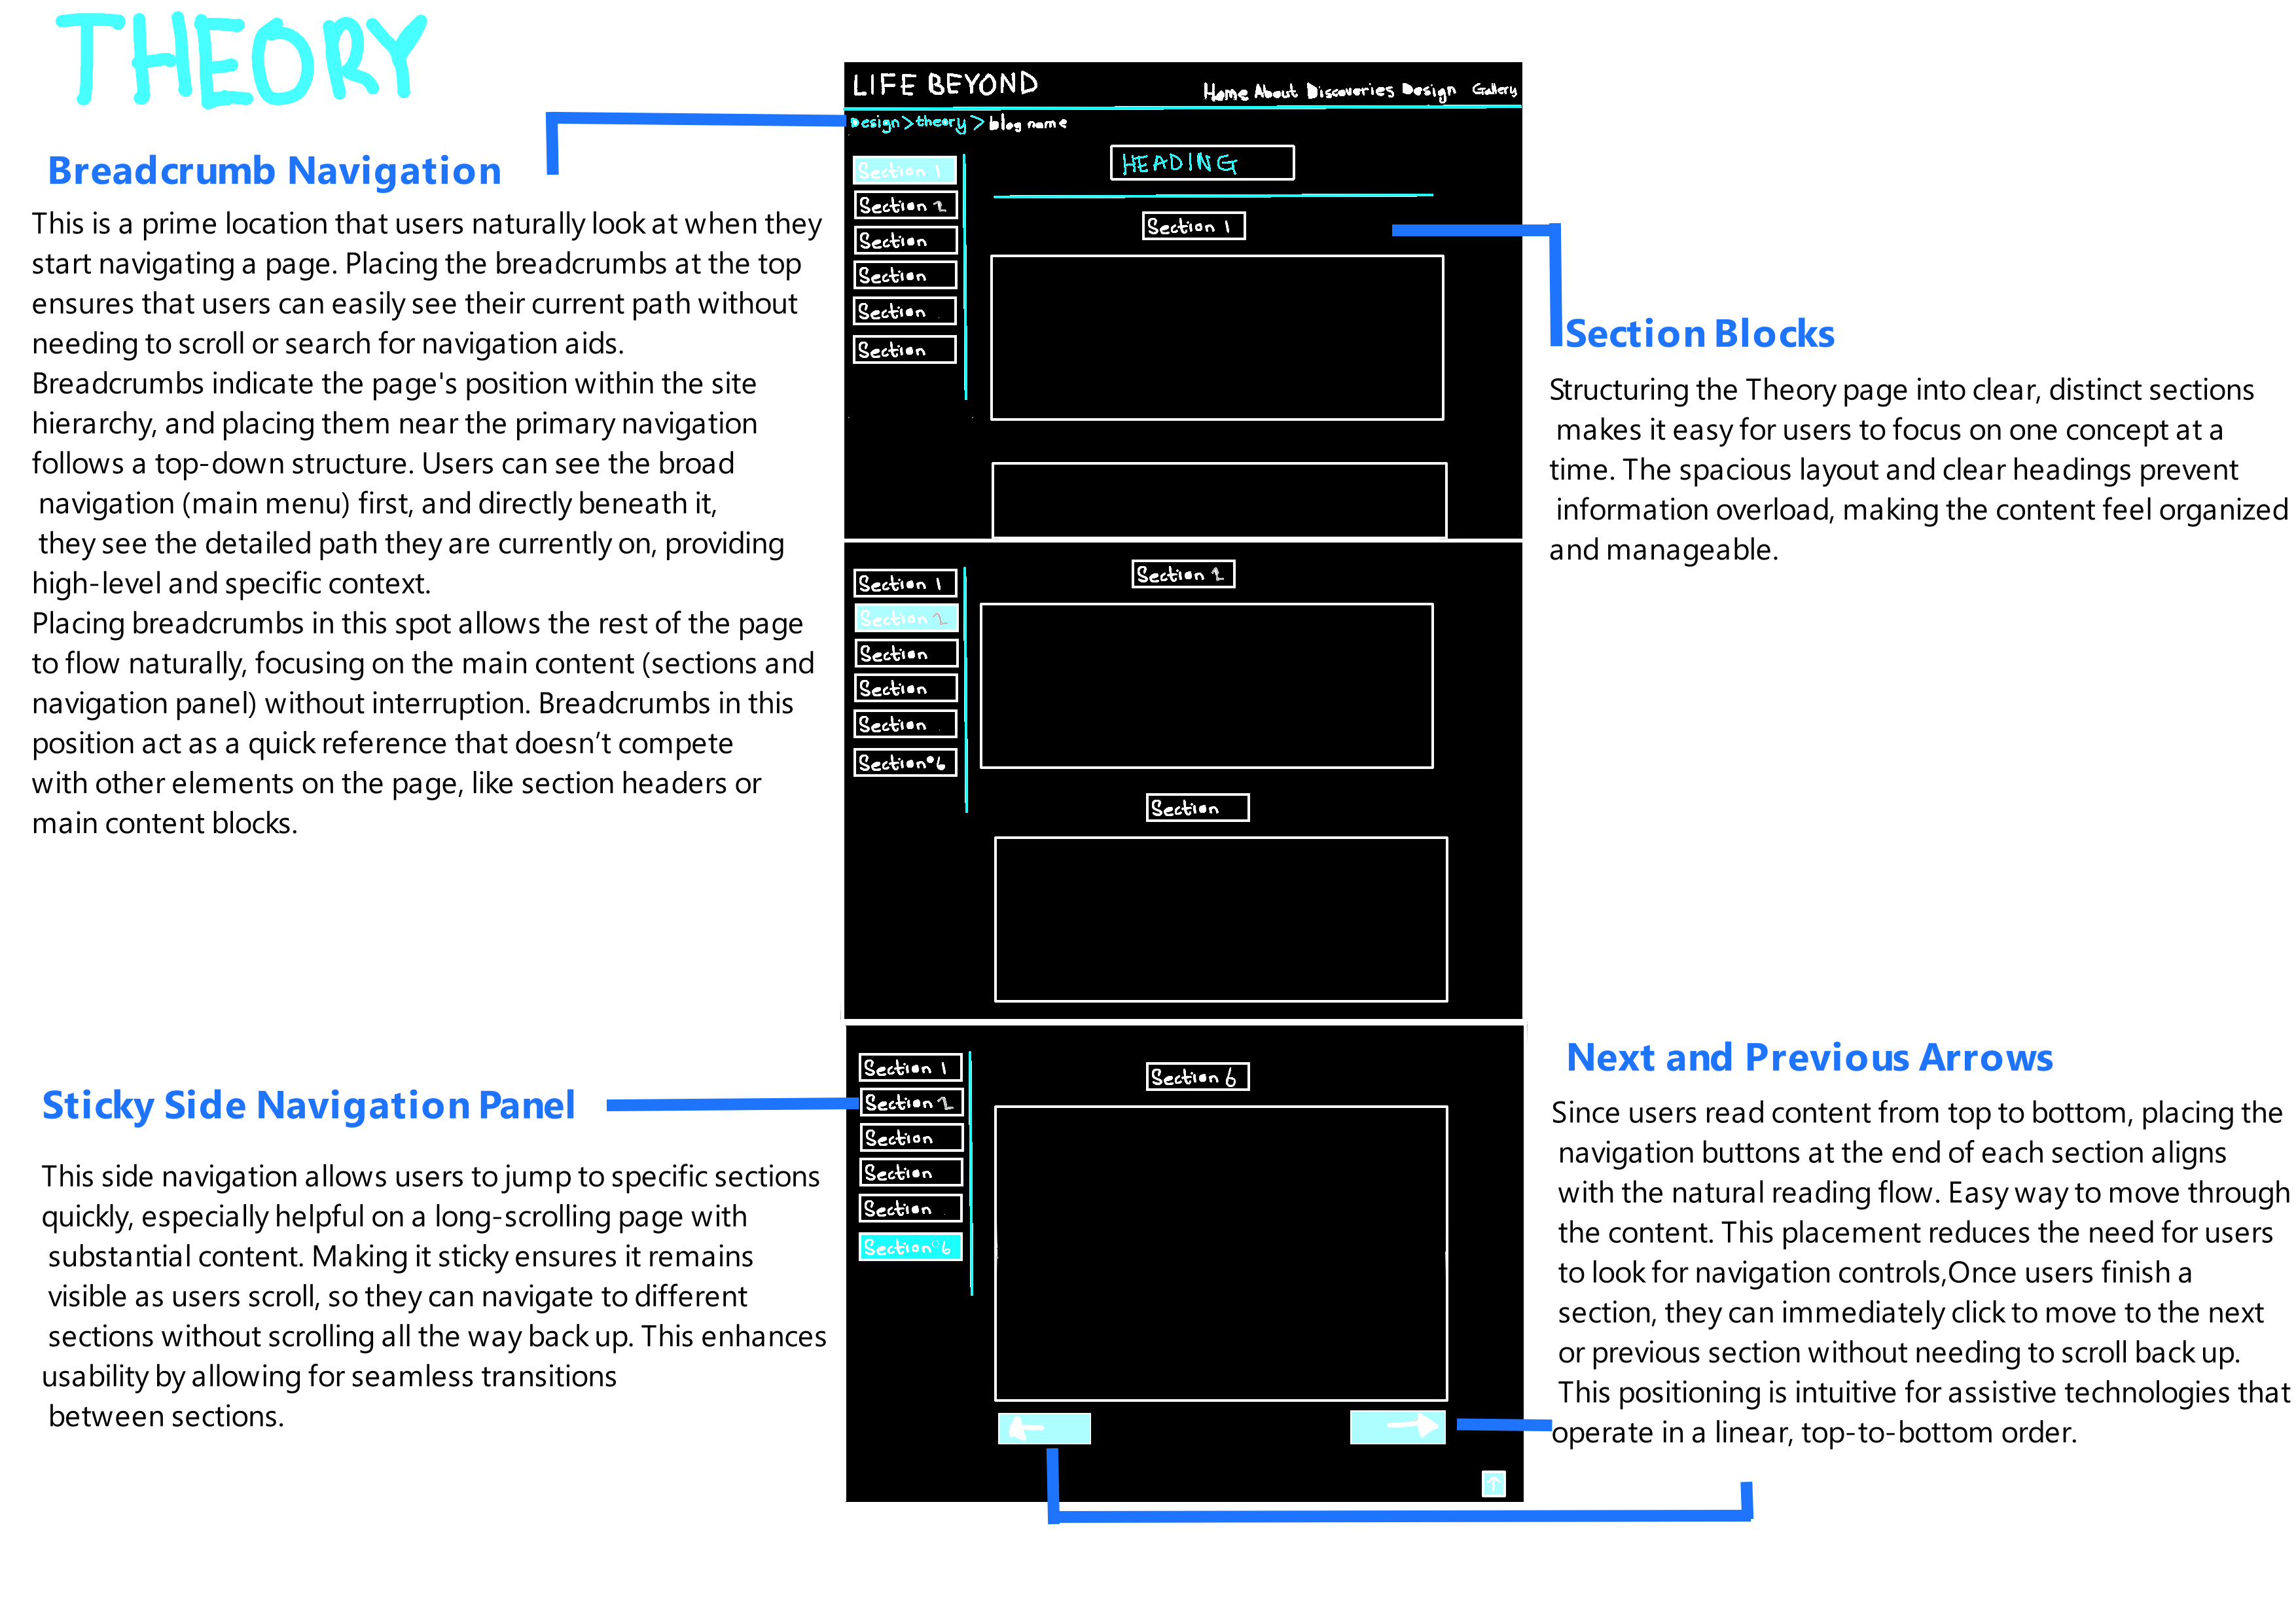 THEORY
Breadcrumb Navigation
This is a prime location that users naturally look at when they
start navigating a page. Placing the breadcrumbs at the top
ensures that users can easily see their current path without
needing to scroll or search for navigation aids.
Breadcrumbs indicate the page's position within the site
hierarchy, and placing them near the primary navigation
follows a top-down structure. Users can see the broad
navigation (main menu) first, and directly beneath it,
they see the detailed path they are currently on, providing
high-level and specific context.
Placing breadcrumbs in this spot allows the rest of the page
to flow naturally, focusing on the main content (sections and
navigation panel) without interruption. Breadcrumbs in this
position act as a quick reference that doesn’t compete
with other elements on the page, like section headers or
main content blocks.
Sticky Side Navigation Panel
This side navigation allows users to jump to specific sections
quickly, especially helpful on a long-scrolling page with
substantial content. Making it sticky ensures it remains
visible as users scroll, so they can navigate to different
sections without scrolling all the way back up. This enhances
usability by allowing for seamless transitions
between sections.
LIFE BEYOND
Home About Discoveries Design Gallery
Design > theory > blog name
Section 1
Section 2
Section
Section
Section
Section
HEADING
Section 1
Section 1
Section 2
Section
Section
Section
Section 6
Section 2
Section
Section 1
Section 2
Section
Section
Section
Section 6
Section 6
Section Blocks
Structuring the Theory page into clear, distinct sections
makes it easy for users to focus on one concept at a
time. The spacious layout and clear headings prevent
information overload, making the content feel organized
and manageable.
Next and Previous Arrows
Since users read content from top to bottom, placing the
navigation buttons at the end of each section aligns
with the natural reading flow. Easy way to move through
the content. This placement reduces the need for users
to look for navigation controls,Once users finish a
section, they can immediately click to move to the next
or previous section without needing to scroll back up.
This positioning is intuitive for assistive technologies that
operate in a linear, top-to-bottom order.